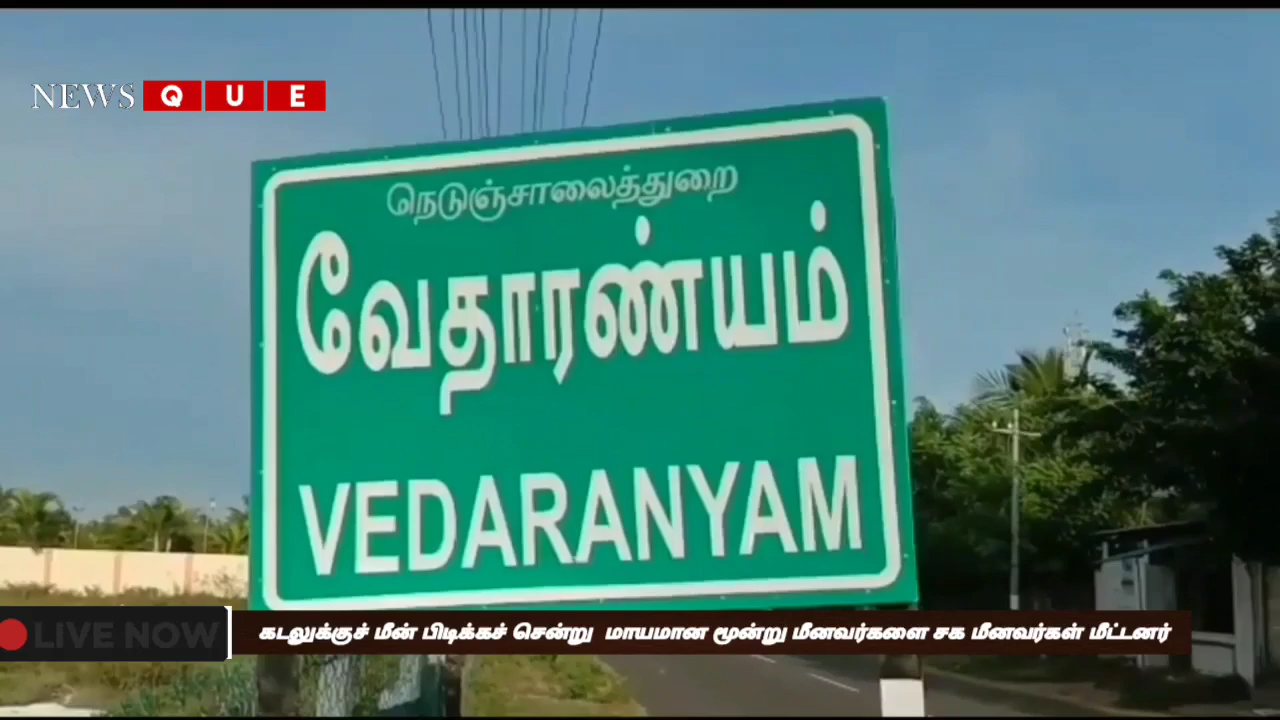 NEWS QUE
நெடுஞ்சாலைத்துறை
வேதாரண்யம்
VEDARANYAM
LIVE NOW
கடலுக்குச் மீன் பிடிக்கச் சென்று மாயமான மூன்று மீனவர்களை சக மீனவர்கள் மீட்டனர்